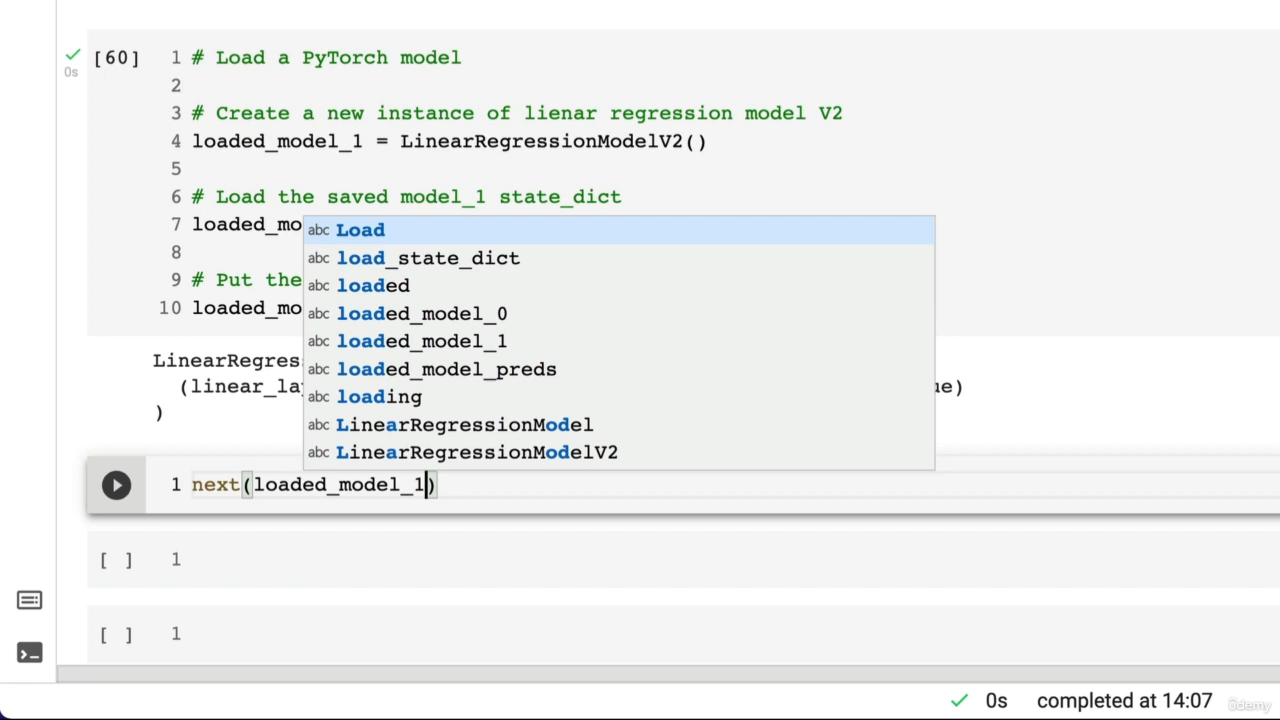 [60] 1 # Load a PyTorch model
0s
2
3 # Create a new instance of lienar regression model V2
4 loaded_model_1 = LinearRegressionModelV2()
5
6 # Load the saved model_1 state_dict
7 loaded_mo
8
9 # Put the
10 loaded_mo
abc Load
abc load_state_dict
abc loaded
abc loaded_model_0
abc loaded_model_1
abc loaded_model_preds
abc loading
abc LinearRegressionModel
abc LinearRegressionModelV2
LinearRegres
(linear_la ue)
)
1 next(loaded_model_1)
[ ] 1
[ ] 1
0s completed at 14:07
ûdemy